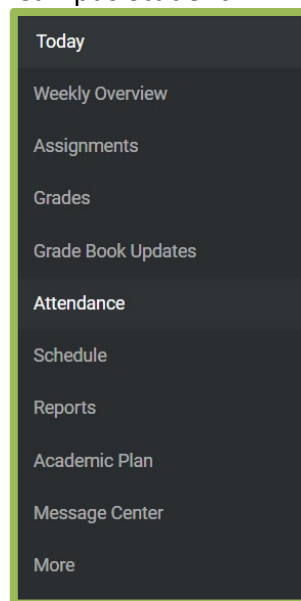 Today
Weekly Overview
Assignments
Grades
Grade Book Updates
Attendance
Schedule
Reports
Academic Plan
Message Center
More